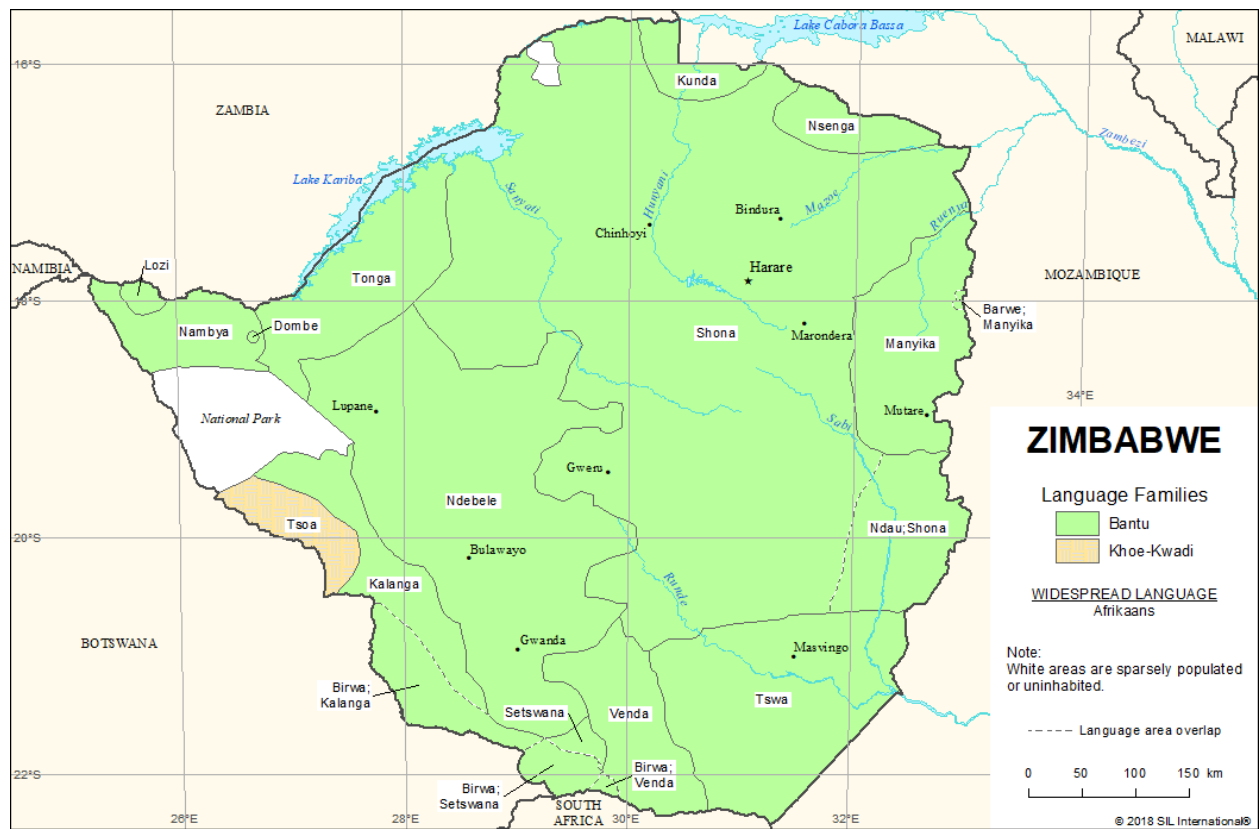 Lake Cabora Bassa
MALAWI
16°S
Kunda
ZAMBIA
Nsenga
Zambezi
Lake Kariba
Sanyati
Hunyani
Mazoe
Ruenya
Bindura
Chinhoyi
Lozi
NAMIBIA
Tonga
Harare
MOZAMBIQUE
18°S
Nambya
Dombe
Shona
Marondera
Manyika
Barwe;
Manyika
34°E
Lupane
National Park
Mutare
Sabi
ZIMBABWE
Gweru
Language Families
Ndebele
Bantu
Tsoa
Ndau;Shona
Khoe-Kwadi
20°S
Bulawayo
Kalanga
Runde
WIDESPREAD LANGUAGE
Afrikaans
BOTSWANA
Gwanda
Masvingo
Note:
White areas are sparsely populated
or uninhabited.
Birwa;
Kalanga
Setswana
Venda
Tswa
Language area overlap
22°S
Birwa;
Setswana
Birwa;
Venda
0 50 100 150 km
SOUTH
AFRICA
26°E
28°E
30°E
32°E
© 2018 SIL International®